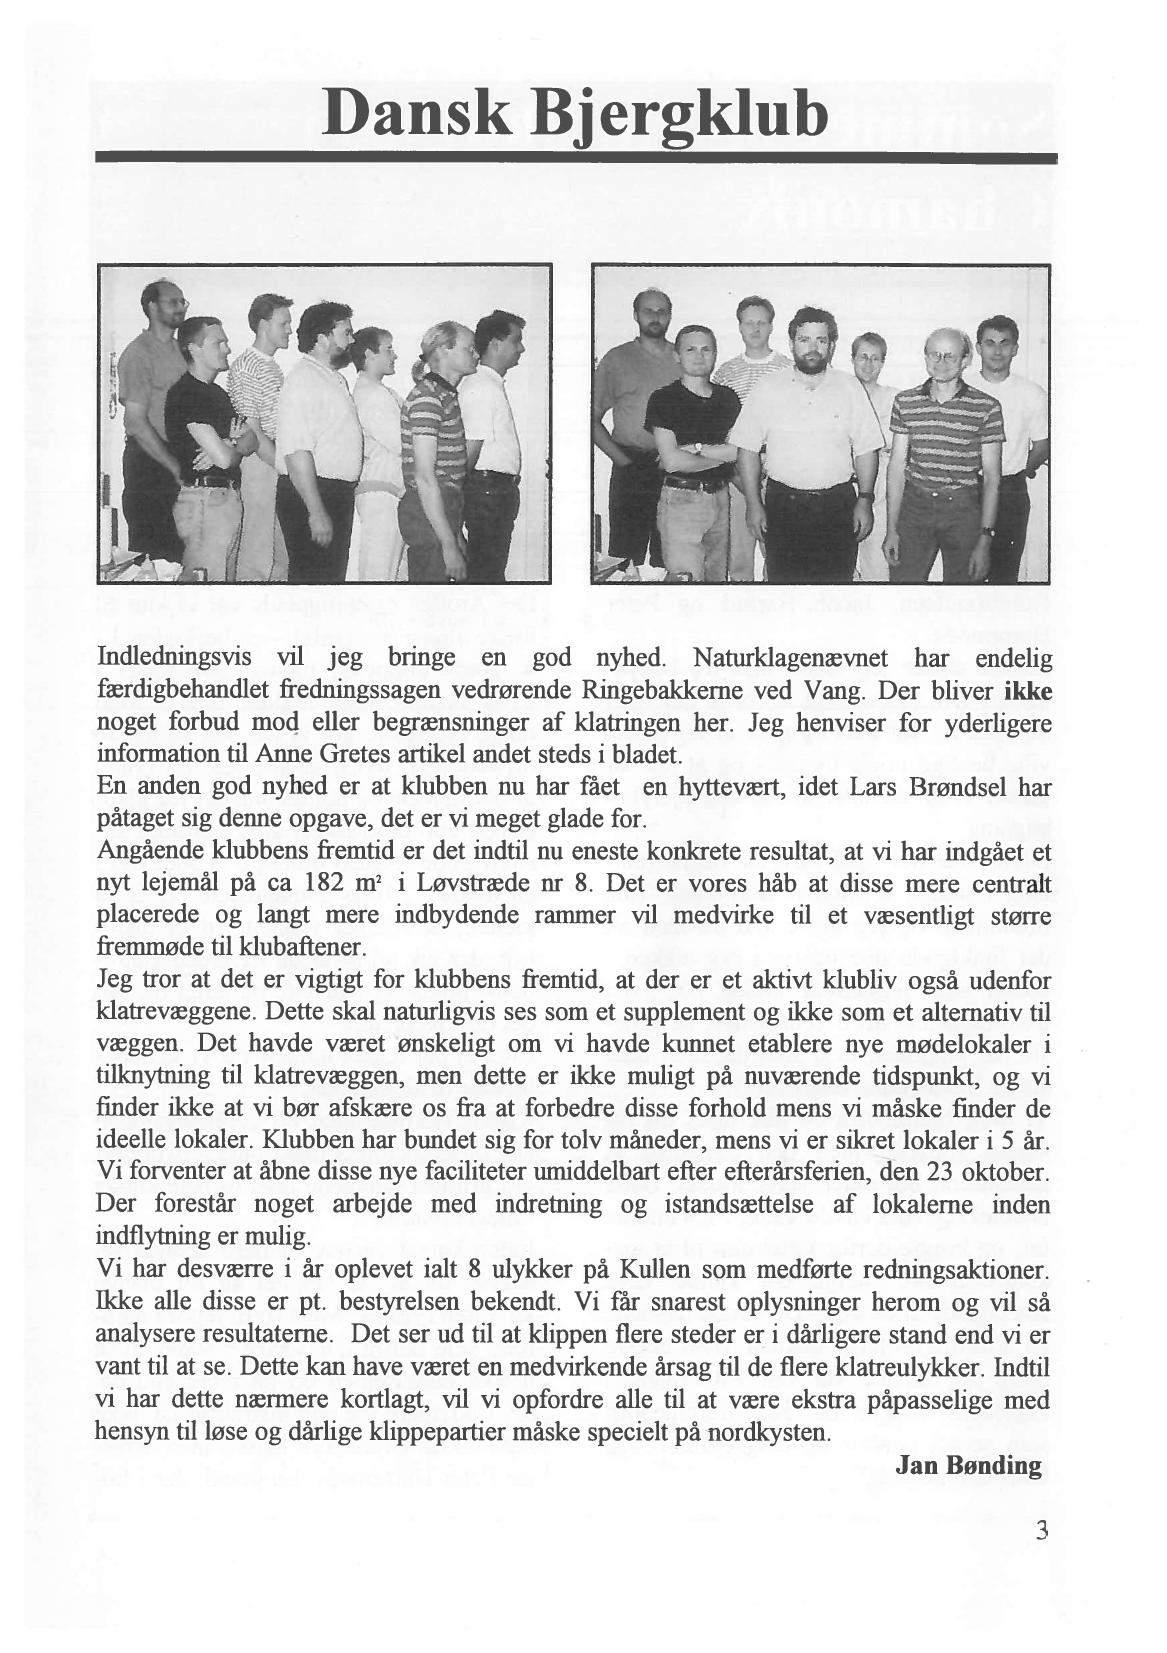 Dansk Bjergklub
Indledningsvis vil jeg bringe en god nyhed. Naturklagenævnet har endelig
færdigbehandlet fredningssagen vedrørende Ringebakkerne ved Vang. Der bliver ikke
noget forbud mod eller begrænsninger af klatringen her. Jeg henviser for yderligere
information til Anne Gretes artikel andet steds i bladet.
En anden god nyhed er at klubben nu har fået en hyttevært, idet Lars Brøndsel har
påtaget sig denne opgave, det er vi meget glade for.
Angående klubbens fremtid er det indtil nu eneste konkrete resultat, at vi har indgået et
nyt lejemål på ca 182 m² i Løvstræde nr 8. Det er vores håb at disse mere centralt
placerede og langt mere indbydende rammer vil medvirke til et væsentligt større
fremmøde til klubaftener.
Jeg tror at det er vigtigt for klubbens fremtid, at der er et aktivt klubliv også udenfor
klatrevæggene. Dette skal naturligvis ses som et supplement og ikke som et alternativ til
væggen. Det havde været ønskeligt om vi havde kunnet etablere nye mødelokaler i
tilknytning til klatrevæggen, men dette er ikke muligt på nuværende tidspunkt, og vi
finder ikke at vi bør afskære os fra at forbedre disse forhold mens vi måske finder de
ideelle lokaler. Klubben har bundet sig for tolv måneder, mens vi er sikret lokaler i 5 år.
Vi forventer at åbne disse nye faciliteter umiddelbart efter efterårsferien, den 23 oktober.
Der forestår noget arbejde med indretning og istandsættelse af lokalerne inden
indflytning er mulig.
Vi har desværre i år oplevet ialt 8 ulykker på Kullen som medførte redningsaktioner.
Ikke alle disse er pt. bestyrelsen bekendt. Vi får snarest oplysninger herom og vil så
analysere resultaterne. Det ser ud til at klippen flere steder er i dårligere stand end vi er
vant til at se. Dette kan have været en medvirkende årsag til de flere klatreulykker. Indtil
vi har dette nærmere kortlagt, vil vi opfordre alle til at være ekstra påpasselige med
hensyn til løse og dårlige klippepartier måske specielt på nordkysten.
Jan Bønding
3